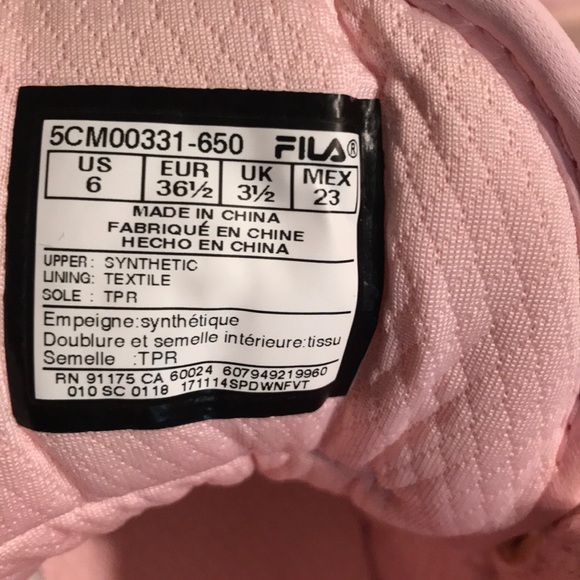 5CM00331-650 FILA®
US EUR UK MEX
6 36½ 3½ 23
MADE IN CHINA
FABRIQUÉ EN CHINE
HECHO EN CHINA
UPPER: SYNTHETIC
LINING: TEXTILE
SOLE : TPR
Empeigne:synthétique
Doublure et semelle intérieure:tissu
Semelle :TPR
RN 91175 CA 60024 607949219960
010 SC 0118 171114SPDWNFVT